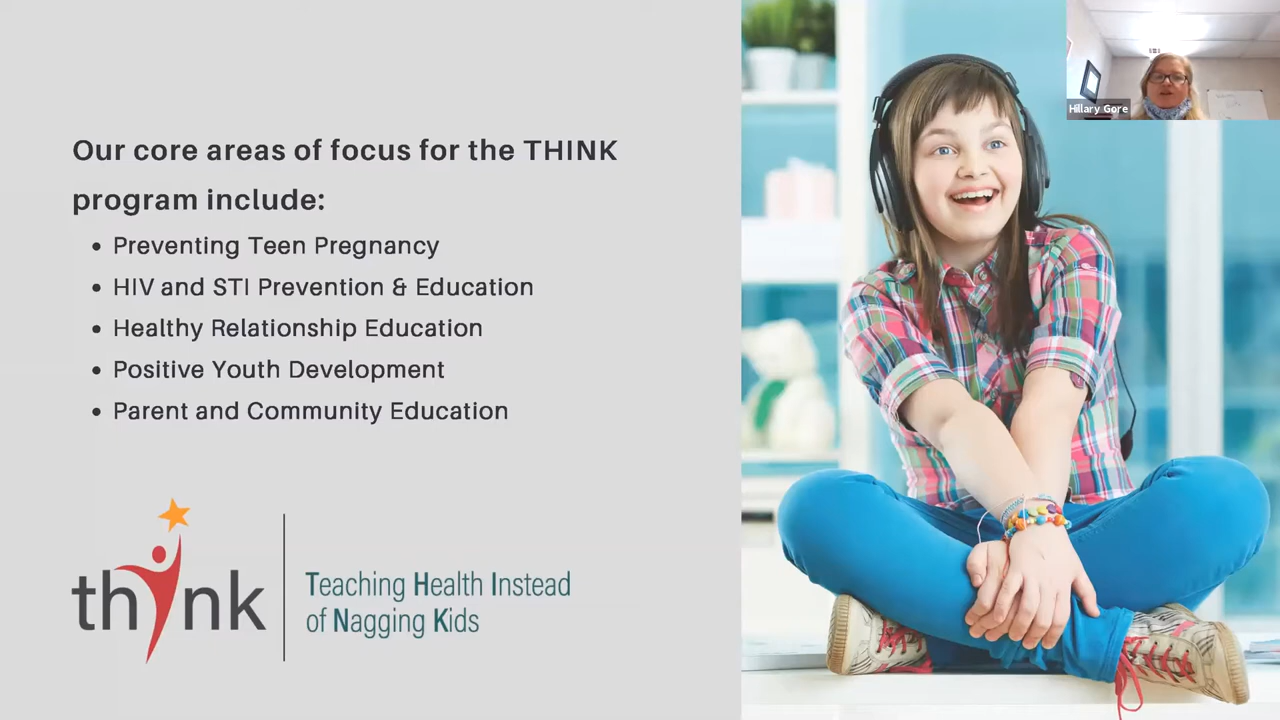 Our core areas of focus for the THINK
program include:
• Preventing Teen Pregnancy
• HIV and STI Prevention & Education
• Healthy Relationship Education
• Positive Youth Development
• Parent and Community Education
think
Teaching Health Instead
of Nagging Kids
Hillary Gore